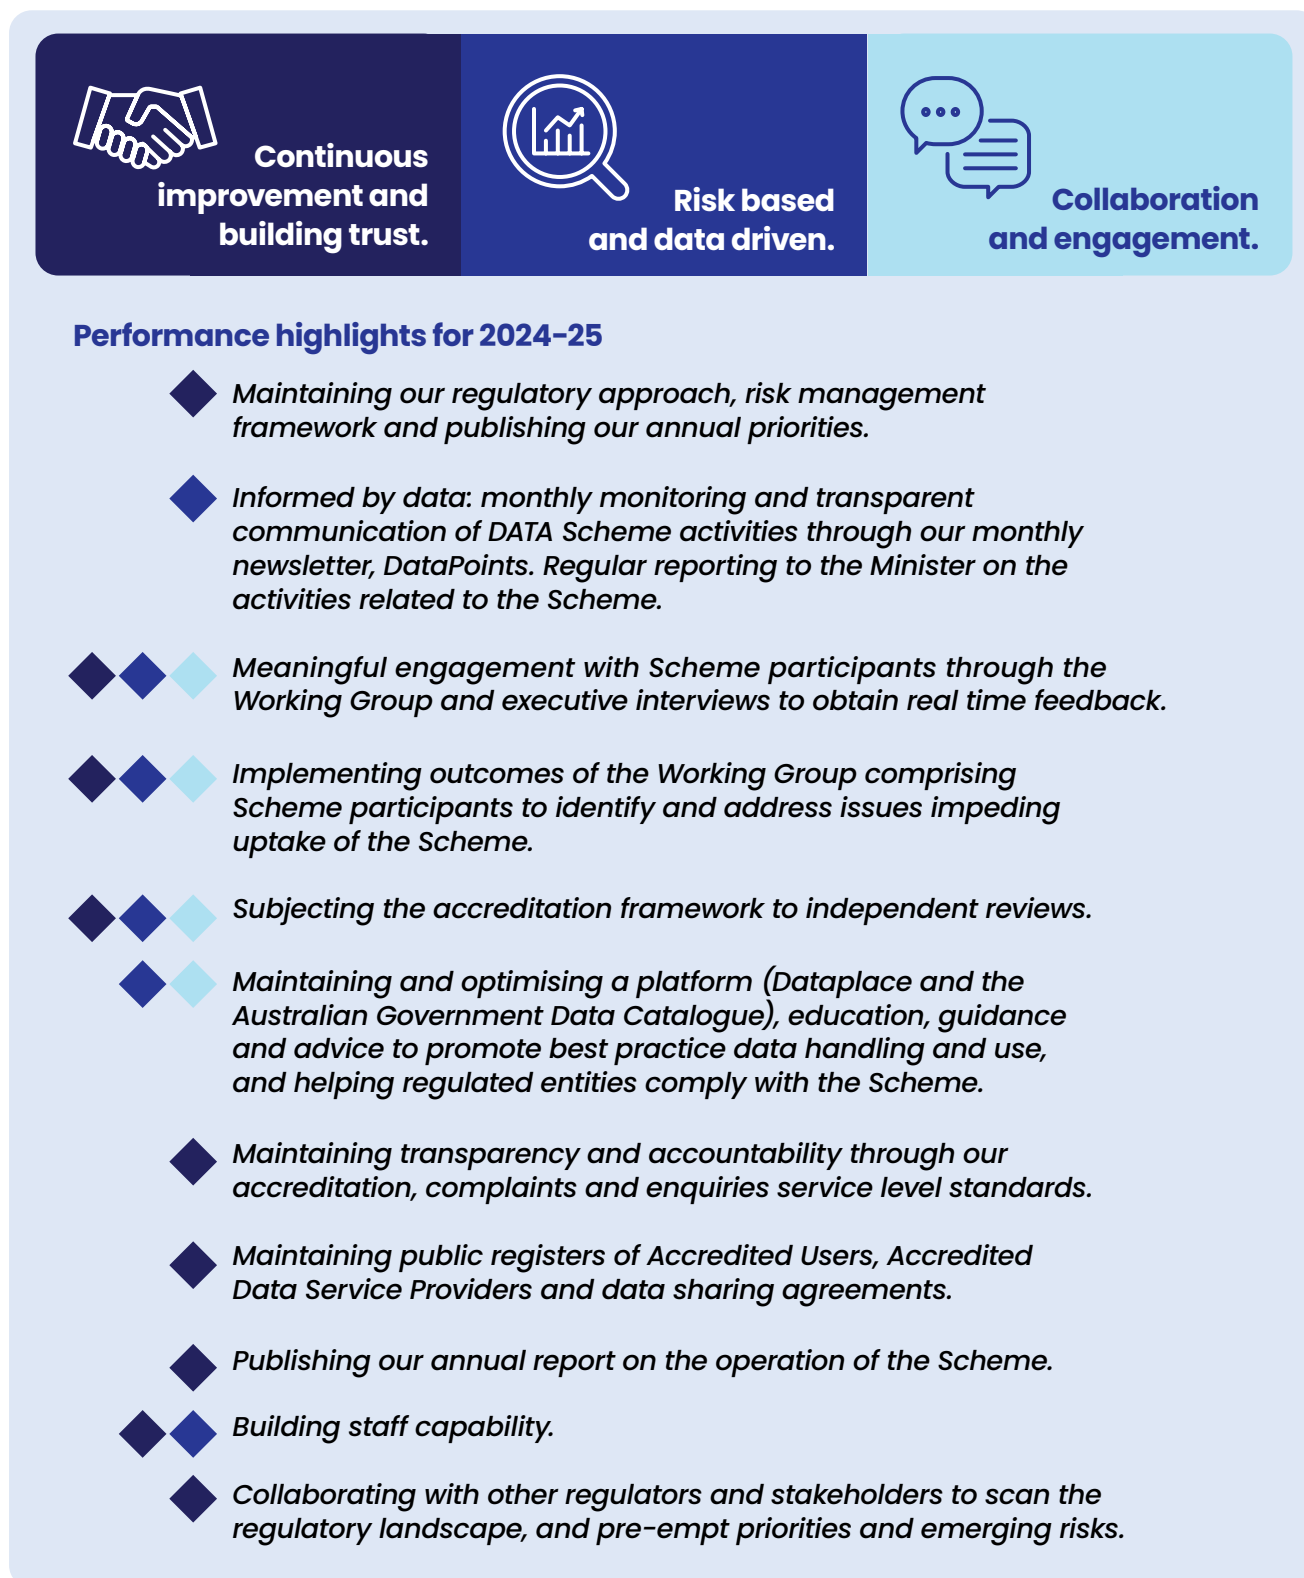 Continuous
improvement and
building trust.
Risk based
and data driven.
Collaboration
and engagement.
Performance highlights for 2024-25
Maintaining our regulatory approach, risk management
framework and publishing our annual priorities.
Informed by data: monthly monitoring and transparent
communication of DATA Scheme activities through our monthly
newsletter, DataPoints. Regular reporting to the Minister on the
activities related to the Scheme.
Meaningful engagement with Scheme participants through the
Working Group and executive interviews to obtain real time feedback.
Implementing outcomes of the Working Group comprising
Scheme participants to identify and address issues impeding
uptake of the Scheme.
Subjecting the accreditation framework to independent reviews.
Maintaining and optimising a platform (Dataplace and the
Australian Government Data Catalogue), education, guidance
and advice to promote best practice data handling and use,
and helping regulated entities comply with the Scheme.
Maintaining transparency and accountability through our
accreditation, complaints and enquiries service level standards.
Maintaining public registers of Accredited Users, Accredited
Data Service Providers and data sharing agreements.
Publishing our annual report on the operation of the Scheme.
Building staff capability.
Collaborating with other regulators and stakeholders to scan the
regulatory landscape, and pre-empt priorities and emerging risks.